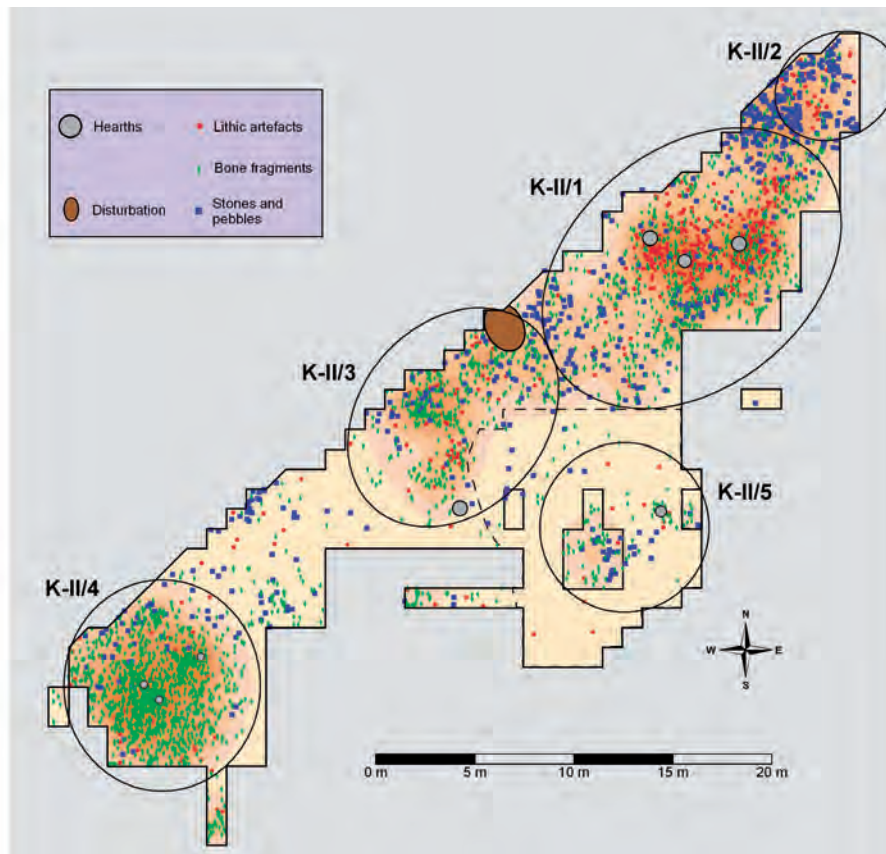 K-II/2
Hearths
Lithic artefacts
Bone fragments
Disturbation
Stones and
pebbles
K-II/1
K-II/3
K-II/5
K-II/4
N
W E
S
0 m 5 m 10 m 15 m 20 m